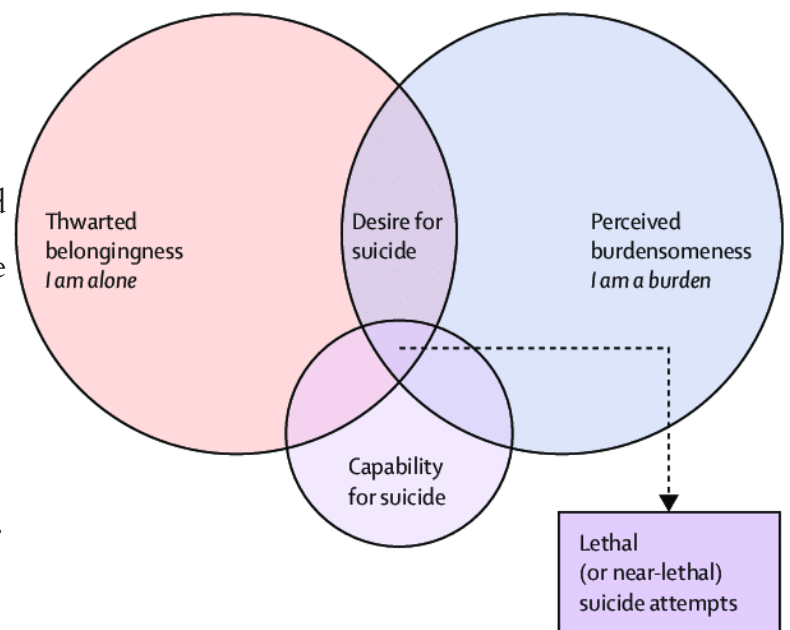 Thwarted
belongingness
I am alone
Desire for
suicide
Perceived
burdensomeness
I am a burden
Capability
for suicide
Lethal
(or near-lethal)
suicide attempts